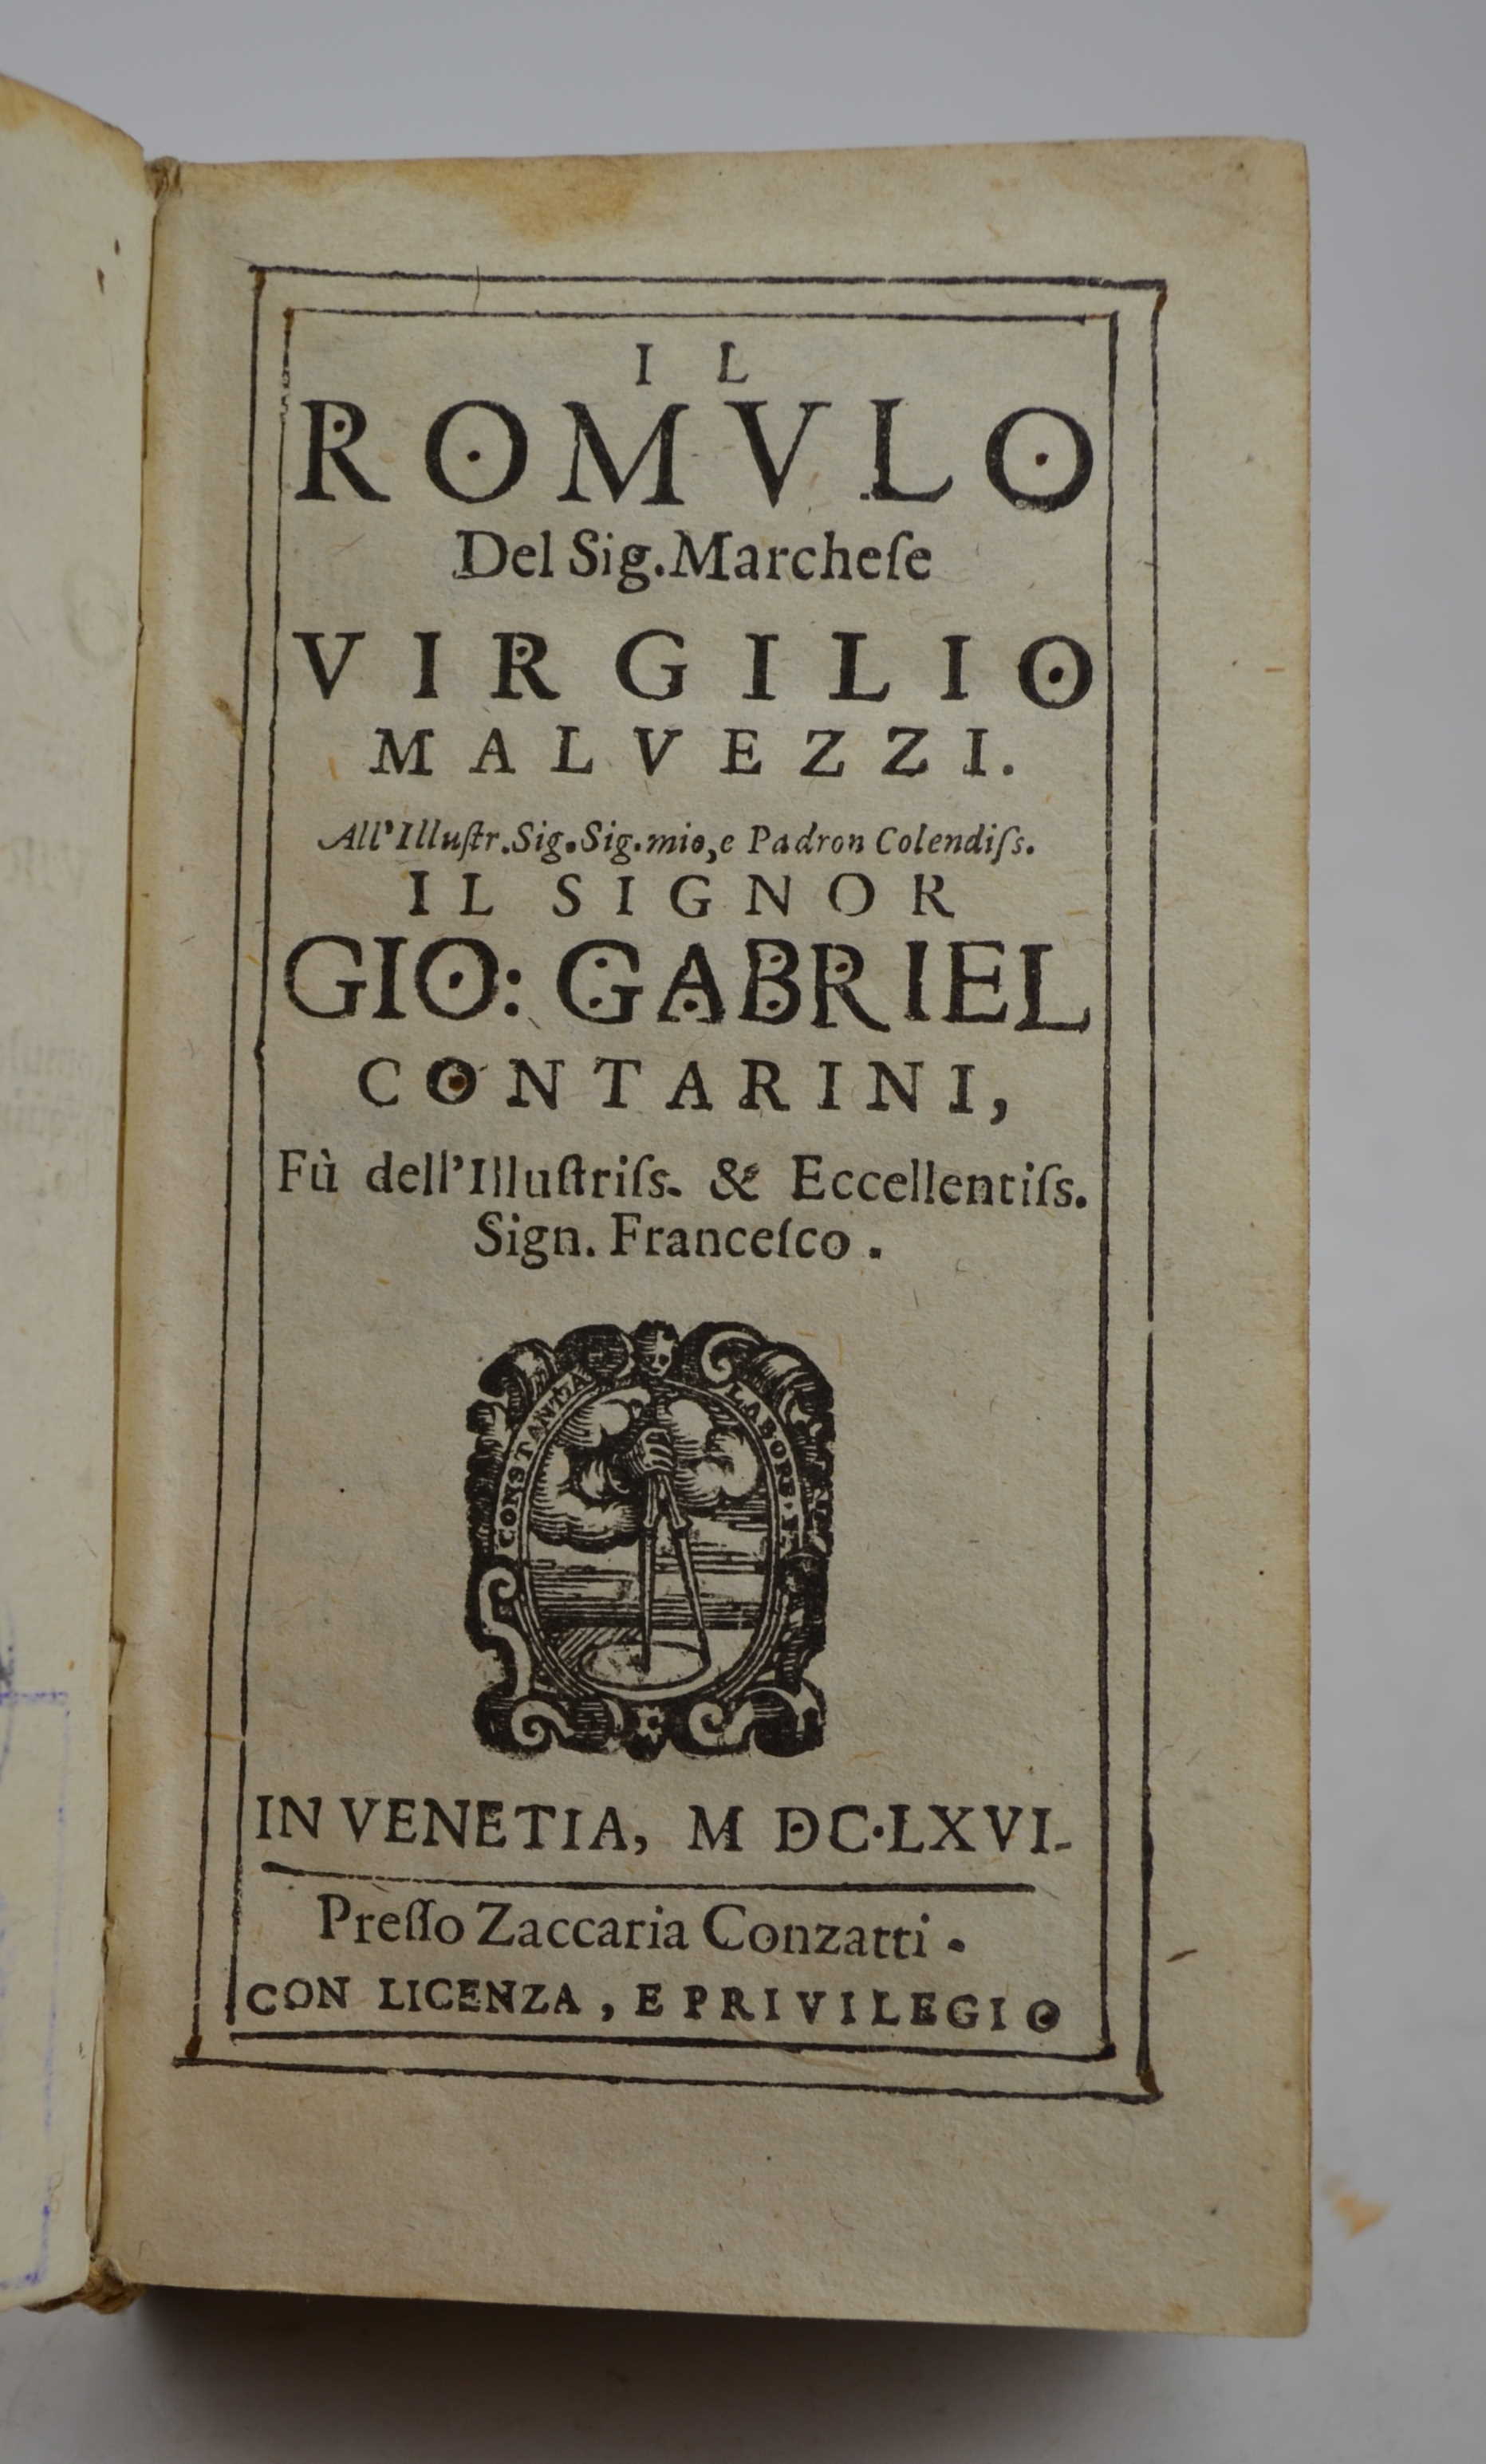 IL
ROMVLO
Del Sig. Marcheſe
VIRGILIO
MALVEZZI.
All'Illuſtr. Sig. Sig. mio, e Padron Colendiſs.
IL SIGNOR
GIO: GABRIEL
CONTARINI,
Fù dell'Illuſtriſs. & Eccellentiſs.
Sign. Franceſco.
CONSTANTIA
LABORE
IN VENETIA, M DC.LXVI.
Preſſo Zaccaria Conzatti.
CON LICENZA, E PRIVILEGIO